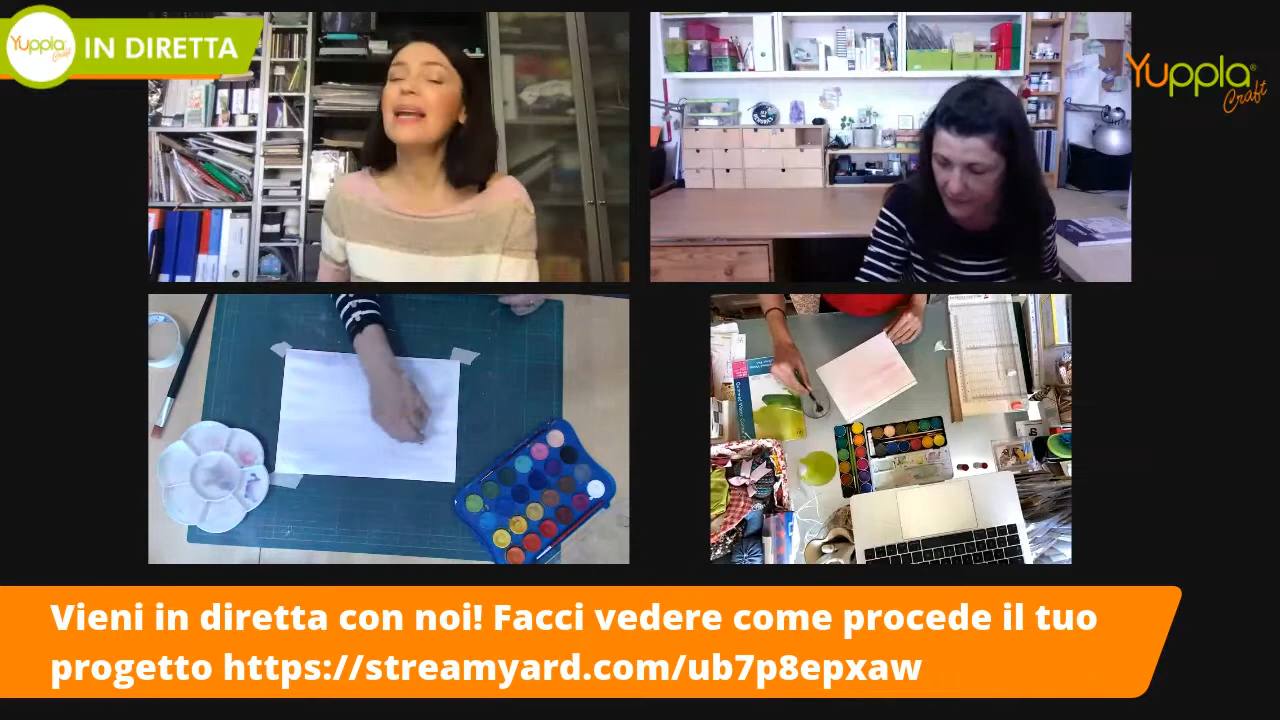 Yuppla Craft
IN DIRETTA
Yuppla® Craft
Vieni in diretta con noi! Facci vedere come procede il tuo
progetto https://streamyard.com/ub7p8epxaw